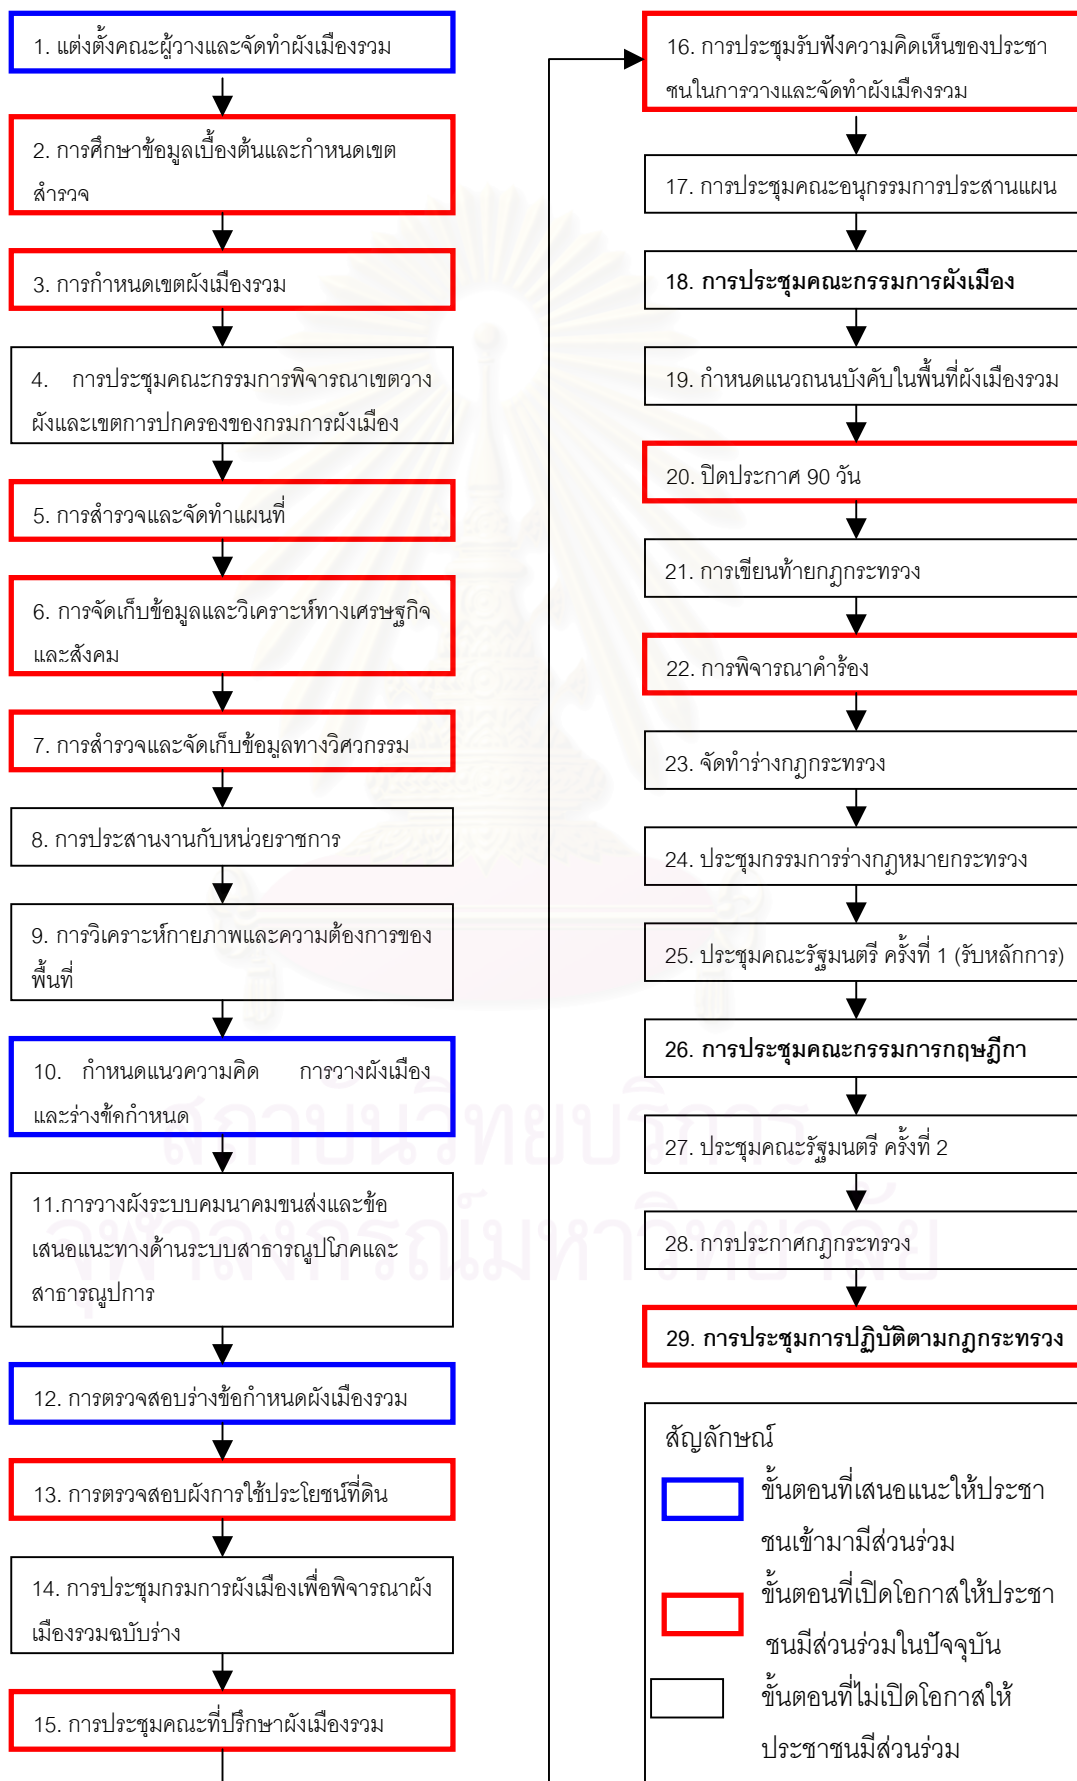 1. แต่งตั้งคณะผู้วางและจัดทำผังเมืองรวม
2. การศึกษาข้อมูลเบื้องต้นและกำหนดเขต
สำรวจ
3. การกำหนดเขตผังเมืองรวม
4. การประชุมคณะกรรมการพิจารณาเขตวาง
ผังและเขตการปกครองของกรมการผังเมือง
5. การสำรวจและจัดทำแผนที่
6. การจัดเก็บข้อมูลและวิเคราะห์ทางเศรษฐกิจ
และสังคม
7. การสำรวจและจัดเก็บข้อมูลทางวิศวกรรม
8. การประสานงานกับหน่วยราชการ
9. การวิเคราะห์กายภาพและความต้องการของ
พื้นที่
10. กำหนดแนวความคิด การวางผังเมือง
และร่างข้อกำหนด
11.การวางผังระบบคมนาคมขนส่งและข้อ
เสนอแนะทางด้านระบบสาธารณูปโภคและ
สาธารณูปการ
12. การตรวจสอบร่างข้อกำหนดผังเมืองรวม
13. การตรวจสอบผังการใช้ประโยชน์ที่ดิน
14. การประชุมกรมการผังเมืองเพื่อพิจารณาผัง
เมืองรวมฉบับร่าง
15. การประชุมคณะที่ปรึกษาผังเมืองรวม
16. การประชุมรับฟังความคิดเห็นของประชา
ชนในการวางและจัดทำผังเมืองรวม
17. การประชุมคณะอนุกรรมการประสานแผน
18. การประชุมคณะกรรมการผังเมือง
19. กำหนดแนวถนนบังคับในพื้นที่ผังเมืองรวม
20. ปิดประกาศ 90 วัน
21. การเขียนท้ายกฎกระทรวง
22. การพิจารณาคำร้อง
23. จัดทำร่างกฎกระทรวง
24. ประชุมกรรมการร่างกฎหมายกระทรวง
25. ประชุมคณะรัฐมนตรี ครั้งที่ 1 (รับหลักการ)
26. การประชุมคณะกรรมการกฤษฎีกา
27. ประชุมคณะรัฐมนตรี ครั้งที่ 2
28. การประกาศกฎกระทรวง
29. การประชุมการปฏิบัติตามกฎกระทรวง
สัญลักษณ์
ขั้นตอนที่เสนอแนะให้ประชา
ชนเข้ามามีส่วนร่วม
ขั้นตอนที่เปิดโอกาสให้ประชา
ชนมีส่วนร่วมในปัจจุบัน
ขั้นตอนที่ไม่เปิดโอกาสให้
ประชาชนมีส่วนร่วม
สถาบันวิทยบริการ
จุฬาลงกรณ์มหาวิทยาลัย